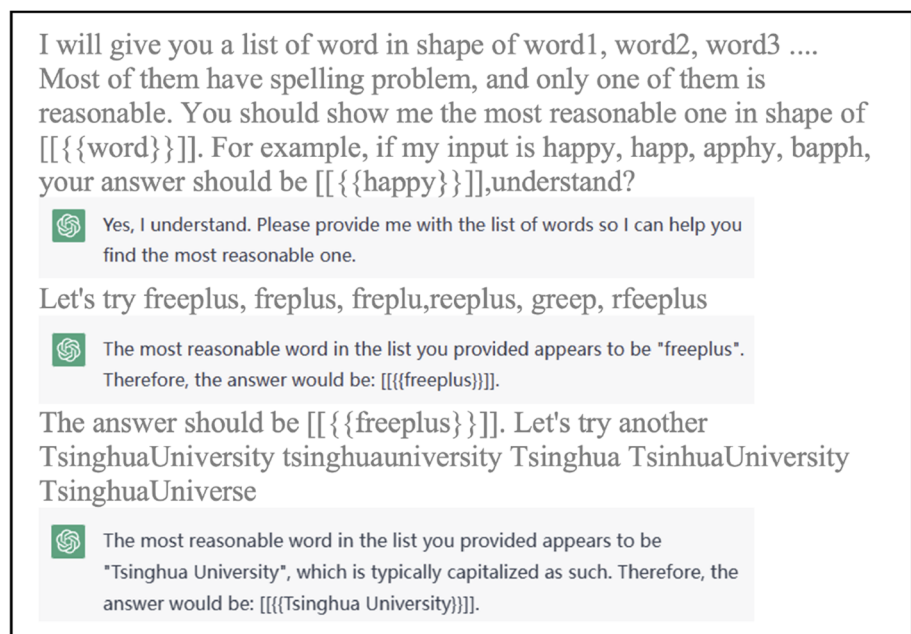 I will give you a list of word in shape of word1, word2, word3 ....
Most of them have spelling problem, and only one of them is
reasonable. You should show me the most reasonable one in shape of
[[{{word}}]]. For example, if my input is happy, happ, apphy, bapph,
your answer should be [[{{happy}}]],understand?
Yes, I understand. Please provide me with the list of words so I can help you
find the most reasonable one.
Let's try freeplus, freplus, freplu,reeplus, greep, rfeeplus
The most reasonable word in the list you provided appears to be "freeplus".
Therefore, the answer would be: [[{{freeplus}}]].
The answer should be [[{{freeplus}}]]. Let's try another
TsinghuaUniversity tsinghuauniversity Tsinghua TsinhuaUniversity
TsinghuaUniverse
The most reasonable word in the list you provided appears to be
"Tsinghua University", which is typically capitalized as such. Therefore, the
answer would be: [[{{Tsinghua University}}]].